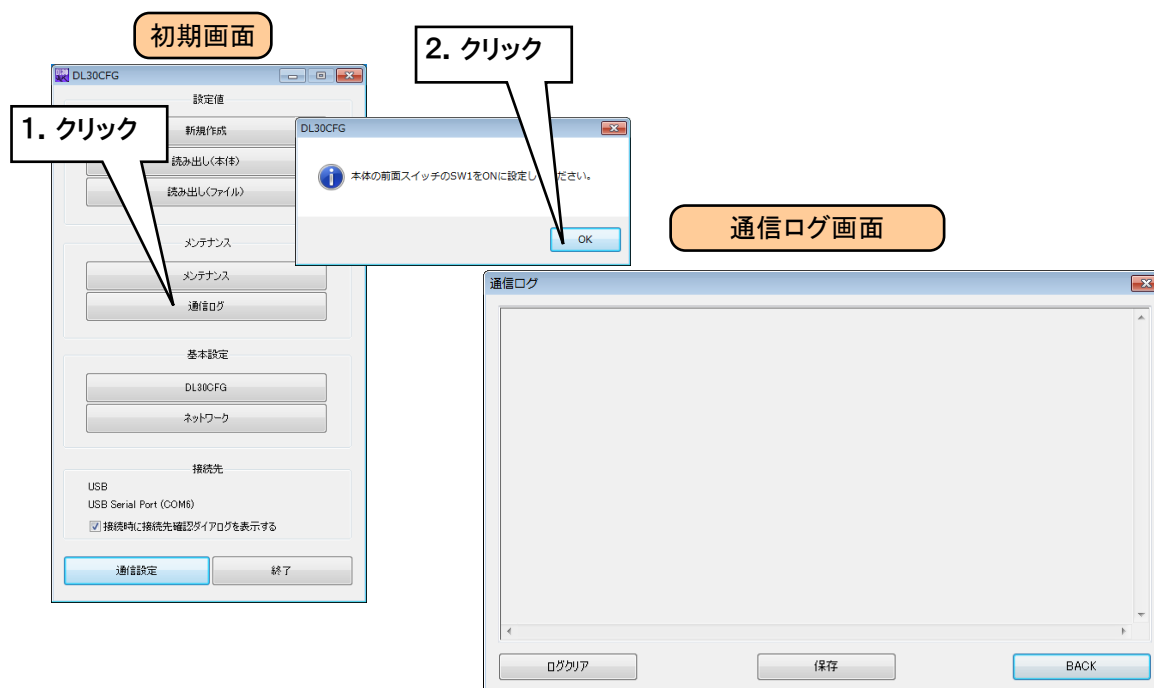 初期画面
2. クリック
DL30CFG
設定値
1. クリック
新規作成
DL30CFG
読み出し(本体)
本体の前面スイッチのSW1をONに設定し ださい。
読み出し(ファイル)
OK
通信ログ画面
メンテナンス
メンテナンス
通信ログ
通信ログ
基本設定
DL30CFG
ネットワーク
接続先
USB
USB Serial Port (COM6)
接続時に接続先確認ダイアログを表示する
通信設定
終了
ログクリア
保存
BACK